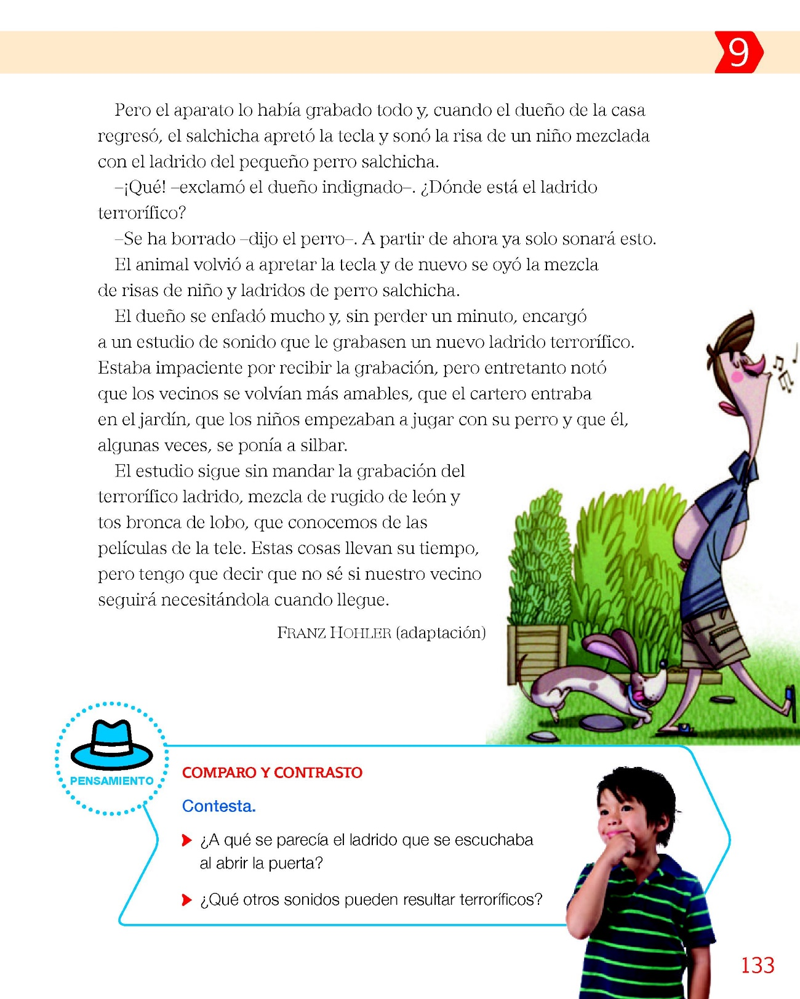 9
Pero el aparato lo había grabado todo y, cuando el dueño de la casa
regresó, el salchicha apretó la tecla y sonó la risa de un niño mezclada
con el ladrido del pequeño perro salchicha.
–¡Qué! –exclamó el dueño indignado–. ¿Dónde está el ladrido
terrorífico?
–Se ha borrado –dijo el perro–. A partir de ahora ya solo sonará esto.
El animal volvió a apretar la tecla y de nuevo se oyó la mezcla
de risas de niño y ladridos de perro salchicha.
El dueño se enfadó mucho y, sin perder un minuto, encargó
a un estudio de sonido que le grabasen un nuevo ladrido terrorífico.
Estaba impaciente por recibir la grabación, pero entretanto notó
que los vecinos se volvían más amables, que el cartero entraba
en el jardín, que los niños empezaban a jugar con su perro y que él,
algunas veces, se ponía a silbar.
El estudio sigue sin mandar la grabación del
terrorífico ladrido, mezcla de rugido de león y
tos bronca de lobo, que conocemos de las
películas de la tele. Estas cosas llevan su tiempo,
pero tengo que decir que no sé si nuestro vecino
seguirá necesitándola cuando llegue.
FRANZ HOHLER (adaptación)
PENSAMIENTO
COMPARO Y CONTRASTO
Contesta.
¿A qué se parecía el ladrido que se escuchaba
al abrir la puerta?
¿Qué otros sonidos pueden resultar terroríficos?
133